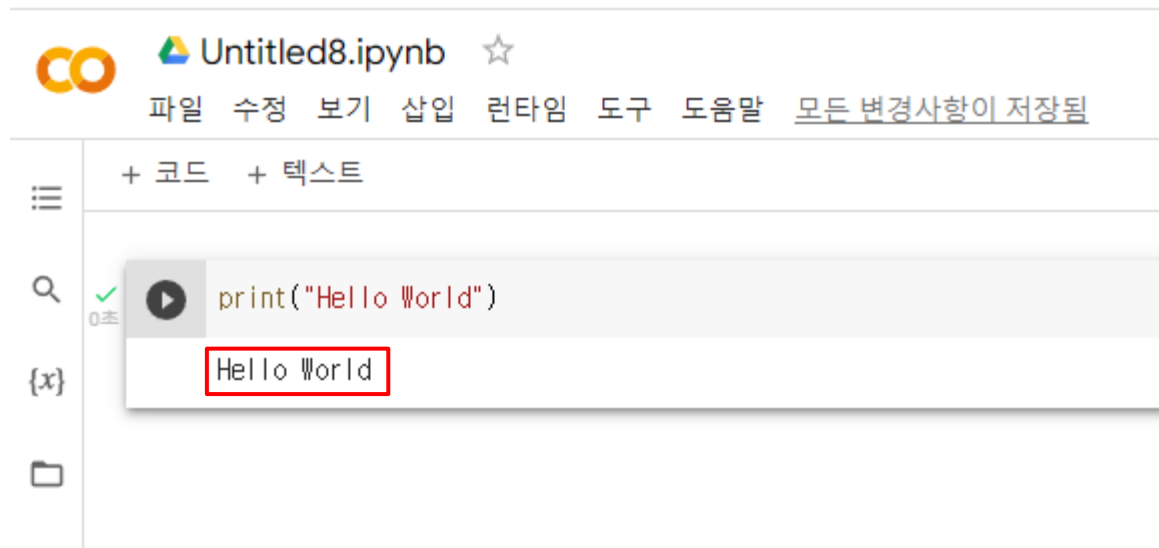 Untitled8.ipynb
파일 수정 보기 삽입 런타임 도구 도움말 모든 변경사항이 저장됨
+ 코드 + 텍스트
print("Hello World")
0초
Hello World
{x}